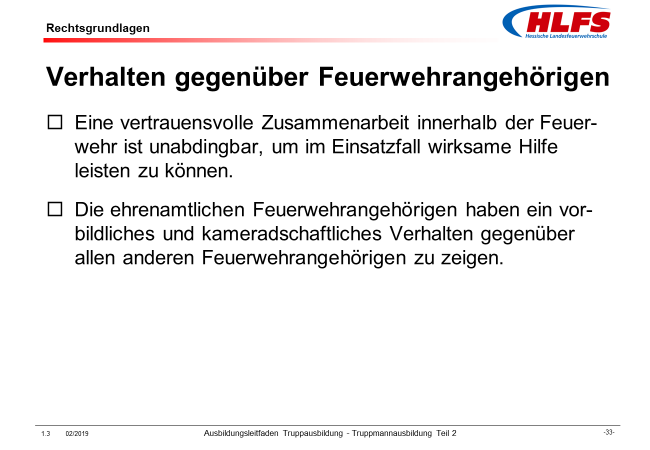 Rechtsgrundlagen
HLFS
Hessische Landesfeuerwehrschule
Verhalten gegenüber Feuerwehrangehörigen
Eine vertrauensvolle Zusammenarbeit innerhalb der Feuer-
wehr ist unabdingbar, um im Einsatzfall wirksame Hilfe
leisten zu können.
Die ehrenamtlichen Feuerwehrangehörigen haben ein vor-
bildliches und kameradschaftliches Verhalten gegenüber
allen anderen Feuerwehrangehörigen zu zeigen.
1.3 02/2019 Ausbildungsleitfaden Truppausbildung - Truppmannausbildung Teil 2 -33-